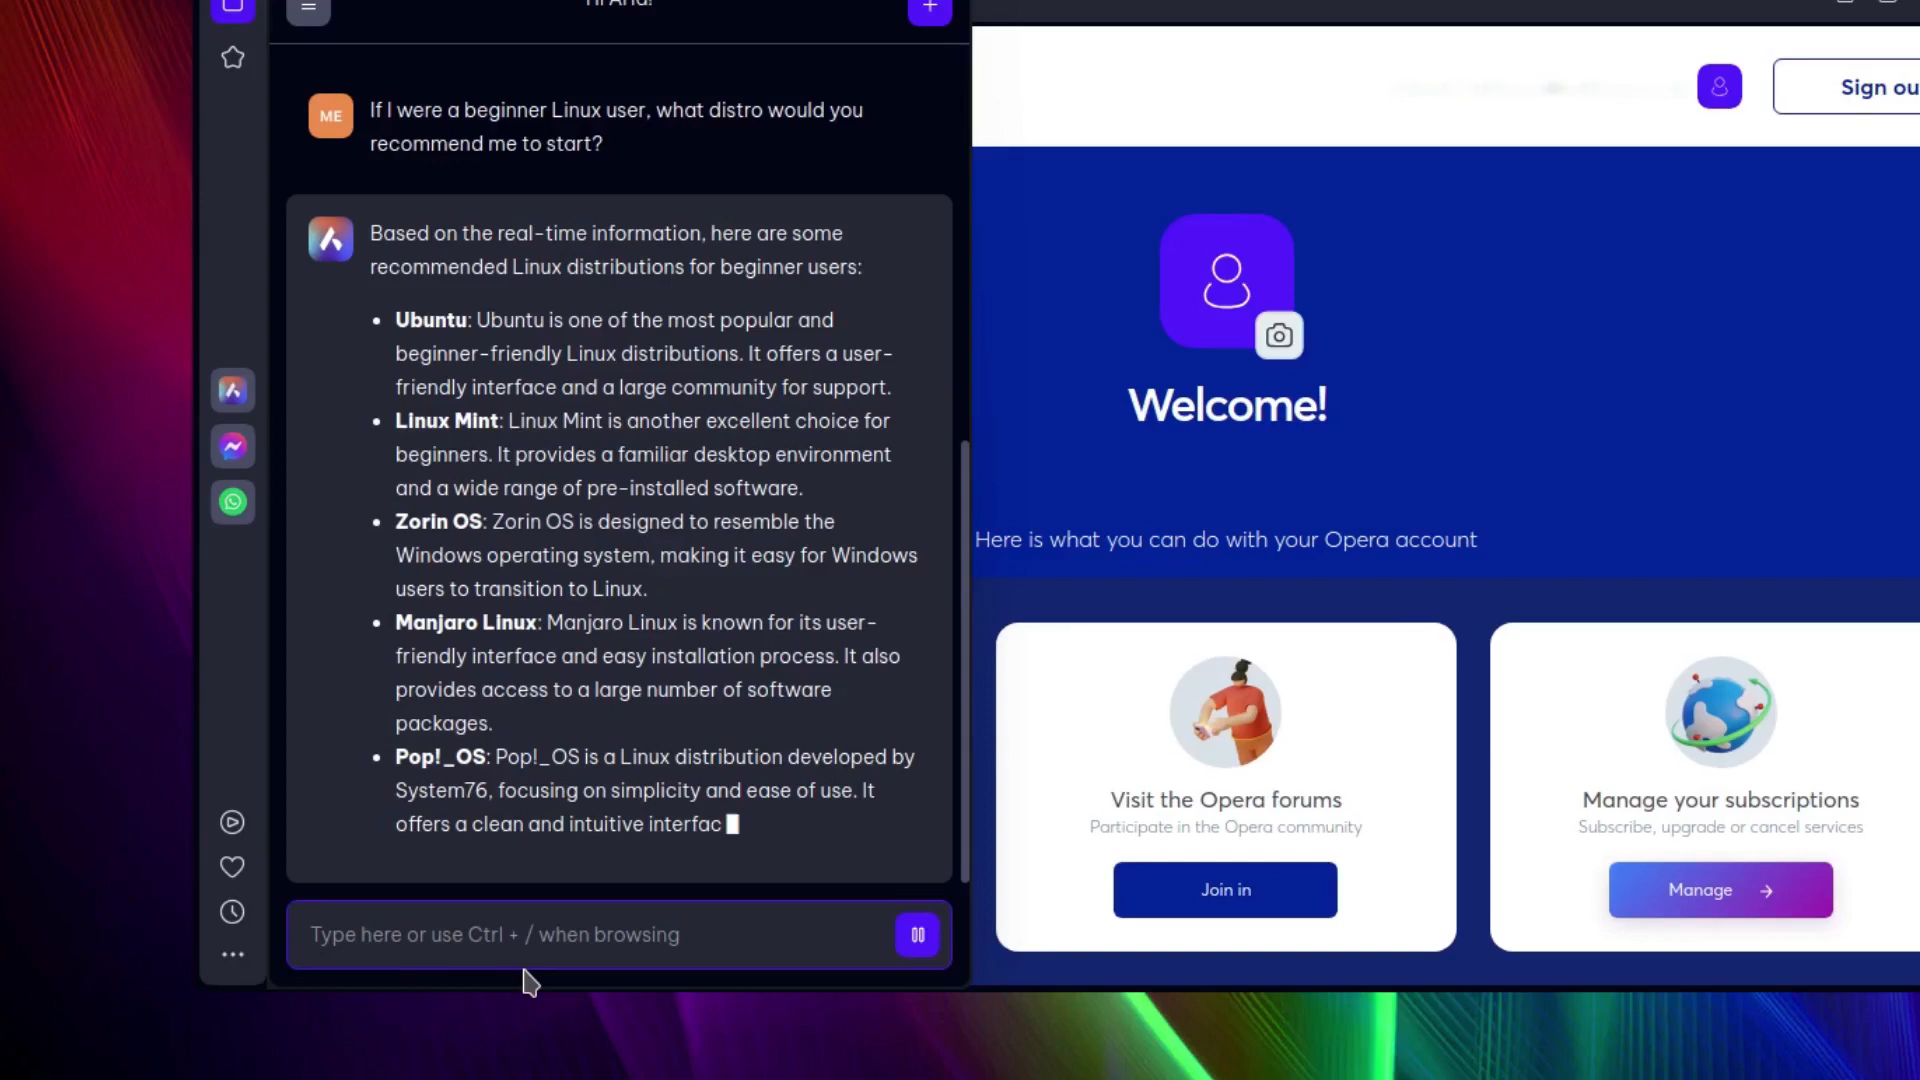 If I were a beginner Linux user, what distro would you
recommend me to start?
ME
Based on the real-time information, here are some
recommended Linux distributions for beginner users:
• Ubuntu: Ubuntu is one of the most popular and
beginner-friendly Linux distributions. It offers a user-
friendly interface and a large community for support.
• Linux Mint: Linux Mint is another excellent choice for
beginners. It provides a familiar desktop environment
and a wide range of pre-installed software.
• Zorin OS: Zorin OS is designed to resemble the
Windows operating system, making it easy for Windows
users to transition to Linux.
• Manjaro Linux: Manjaro Linux is known for its user-
friendly interface and easy installation process. It also
provides access to a large number of software
packages.
• Pop!_OS: Pop!_OS is a Linux distribution developed by
System76, focusing on simplicity and ease of use. It
offers a clean and intuitive interfac
Type here or use Ctrl + / when browsing
Sign ou
Welcome!
Here is what you can do with your Opera account
Visit the Opera forums
Participate in the Opera community
Join in
Manage your subscriptions
Subscribe, upgrade or cancel services
Manage →